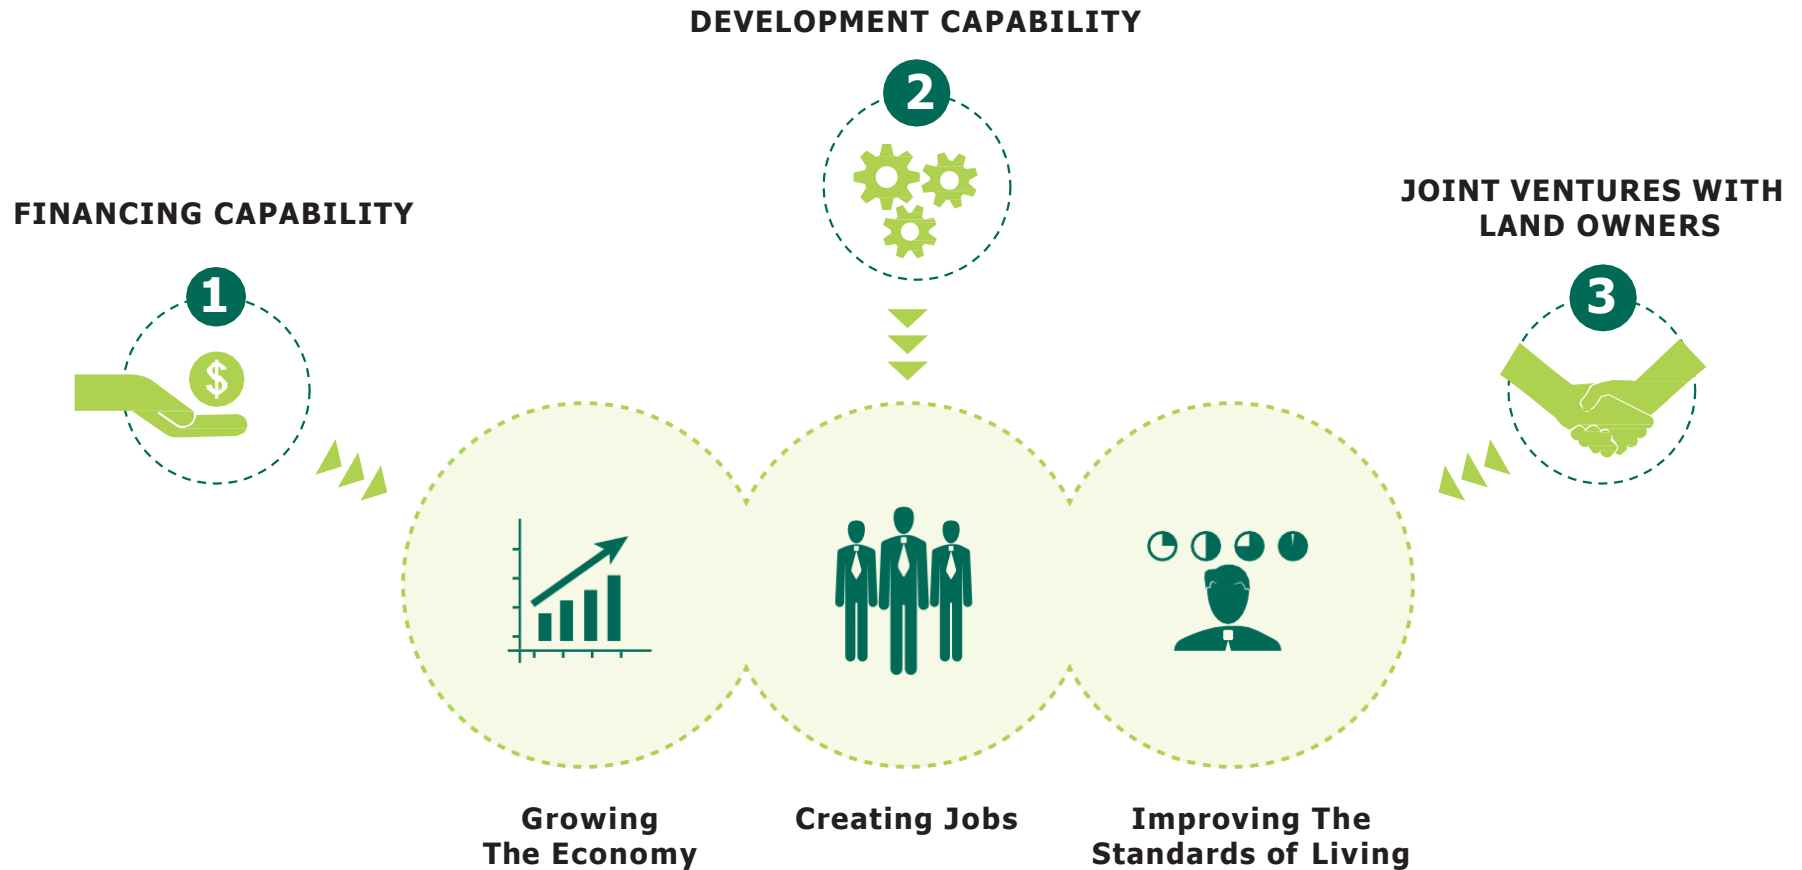 DEVELOPMENT CAPABILITY
2
FINANCING CAPABILITY
1
$
JOINT VENTURES WITH
LAND OWNERS
3
Growing
The Economy
Creating Jobs
Improving The
Standards of Living